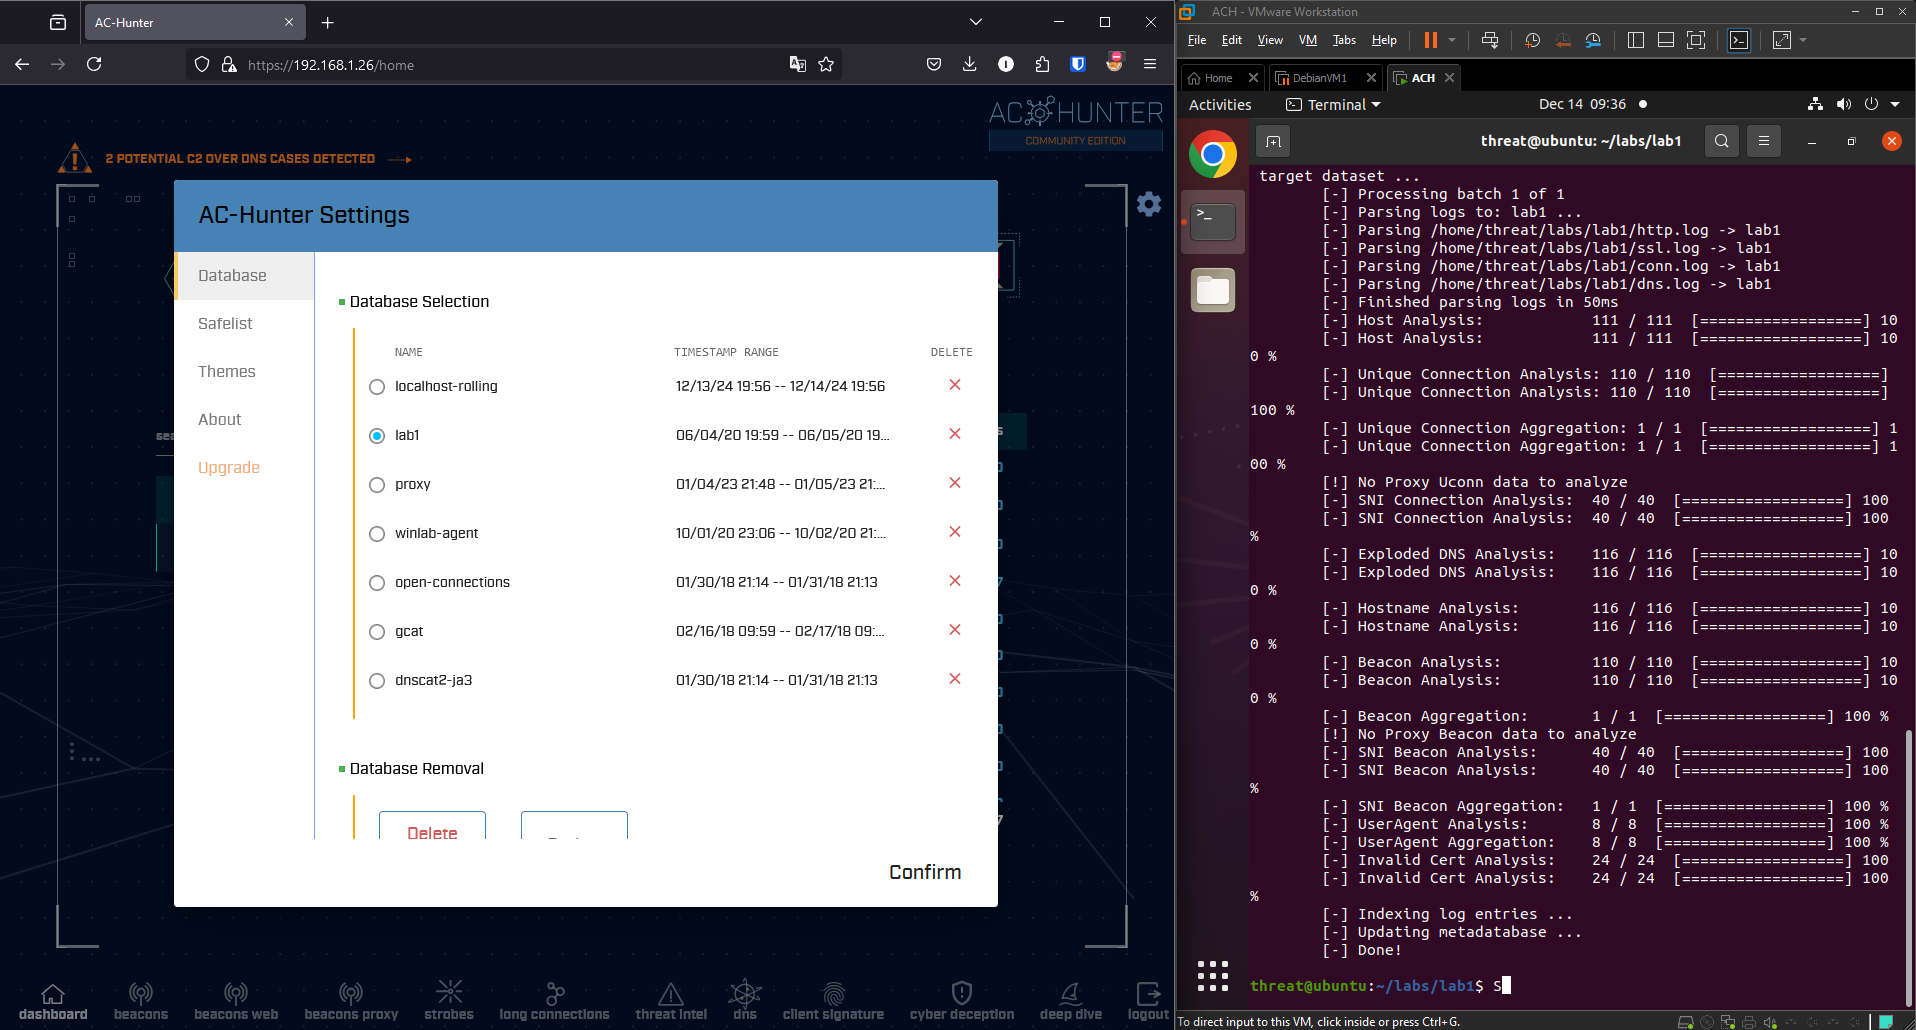 AC-Hunter
https://192.168.1.26/home
AC HUNTER
COMMUNITY EDITION
2 POTENTIAL C2 OVER DNS CASES DETECTED
AC-Hunter Settings
Database
Safelist
Themes
About
Upgrade
Database Selection
NAME TIMESTAMP RANGE DELETE
localhost-rolling 12/13/24 19:56 -- 12/14/24 19:56
lab1 06/04/20 19:59 -- 06/05/20 19...
proxy 01/04/23 21:48 -- 01/05/23 21:...
winlab-agent 10/01/20 23:06 -- 10/02/20 21:...
open-connections 01/30/18 21:14 -- 01/31/18 21:13
gcat 02/16/18 09:59 -- 02/17/18 09:...
dnscat2-ja3 01/30/18 21:14 -- 01/31/18 21:13
Database Removal
Delete
Confirm
dashboard beacons beacons web beacons proxy strobes long connections threat intel dns client signature cyber deception deep dive logout
ACH - VMware Workstation
File Edit View VM Tabs Help
Home DebianVM1 ACH
Activities Terminal Dec 14 09:36
threat@ubuntu: ~/labs/lab1
target dataset ...
[-] Processing batch 1 of 1
[-] Parsing logs to: lab1 ...
[-] Parsing /home/threat/labs/lab1/http.log -> lab1
[-] Parsing /home/threat/labs/lab1/ssl.log -> lab1
[-] Parsing /home/threat/labs/lab1/conn.log -> lab1
[-] Parsing /home/threat/labs/lab1/dns.log -> lab1
[-] Finished parsing logs in 50ms
[-] Host Analysis: 111 / 111 [==================] 10
[-] Host Analysis: 111 / 111 [==================] 10
0 %
[-] Unique Connection Analysis: 110 / 110 [==================]
[-] Unique Connection Analysis: 110 / 110 [==================]
100 %
[-] Unique Connection Aggregation: 1 / 1 [==================] 1
[-] Unique Connection Aggregation: 1 / 1 [==================] 1
00 %
[!] No Proxy Uconn data to analyze
[-] SNI Connection Analysis: 40 / 40 [==================] 100
[-] SNI Connection Analysis: 40 / 40 [==================] 100
%
[-] Exploded DNS Analysis: 116 / 116 [==================] 10
[-] Exploded DNS Analysis: 116 / 116 [==================] 10
0 %
[-] Hostname Analysis: 116 / 116 [==================] 10
[-] Hostname Analysis: 116 / 116 [==================] 10
0 %
[-] Beacon Analysis: 110 / 110 [==================] 10
[-] Beacon Analysis: 110 / 110 [==================] 10
0 %
[-] Beacon Aggregation: 1 / 1 [==================] 100 %
[!] No Proxy Beacon data to analyze
[-] SNI Beacon Analysis: 40 / 40 [==================] 100
[-] SNI Beacon Analysis: 40 / 40 [==================] 100
%
[-] SNI Beacon Aggregation: 1 / 1 [==================] 100 %
[-] UserAgent Analysis: 8 / 8 [==================] 100 %
[-] UserAgent Aggregation: 8 / 8 [==================] 100 %
[-] Invalid Cert Analysis: 24 / 24 [==================] 100
[-] Invalid Cert Analysis: 24 / 24 [==================] 100
%
[-] Indexing log entries ...
[-] Updating metadatabase ...
[-] Done!
threat@ubuntu:~/labs/lab1$ S
To direct input to this VM, click inside or press Ctrl+G.